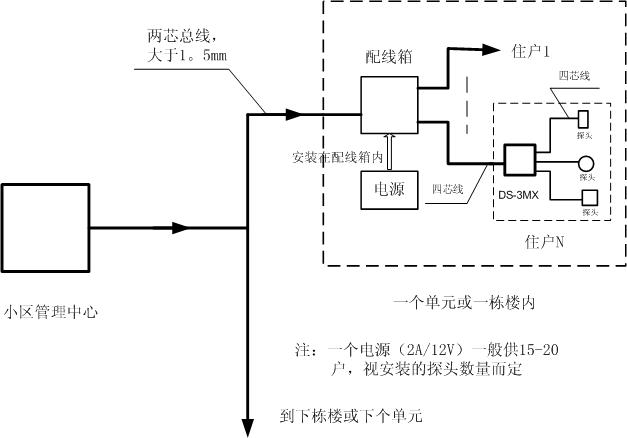 两芯总线，
大于1。5mm
配线箱
住户1
四芯线
探头
安装在配线箱内
探头
电源
四芯线
DS-3MX
探头
住户N
小区管理中心
一个单元或一栋楼内
注：一个电源（2A/12V）一般供15-20
户，视安装的探头数量而定
到下栋楼或下个单元